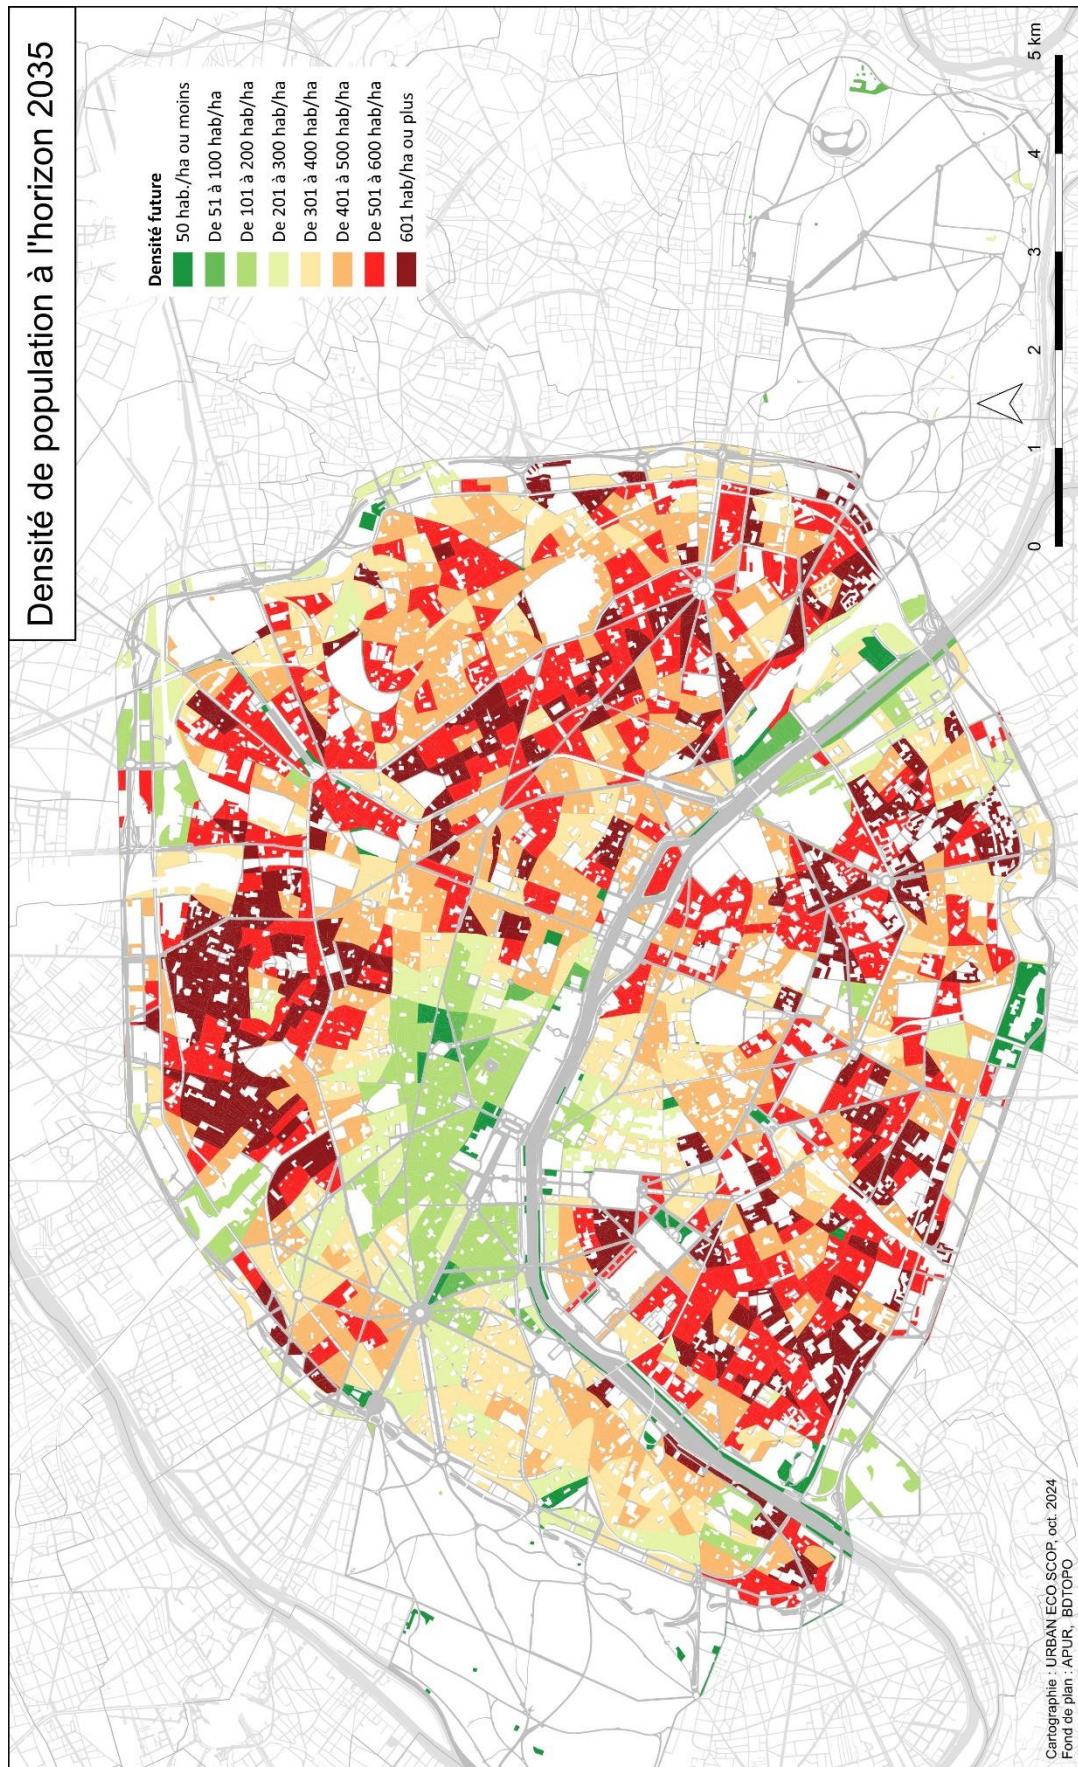 Densité de population à l'horizon 2035
Densité future
50 hab./ha ou moins
De 51 à 100 hab/ha
De 101 à 200 hab/ha
De 201 à 300 hab/ha
De 301 à 400 hab/ha
De 401 à 500 hab/ha
De 501 à 600 hab/ha
601 hab/ha ou plus
0 1 2 3 4 5 km
Cartographie : URBAN ECO SCOP, oct. 2024
Fond de plan : APUR, BDTOPO